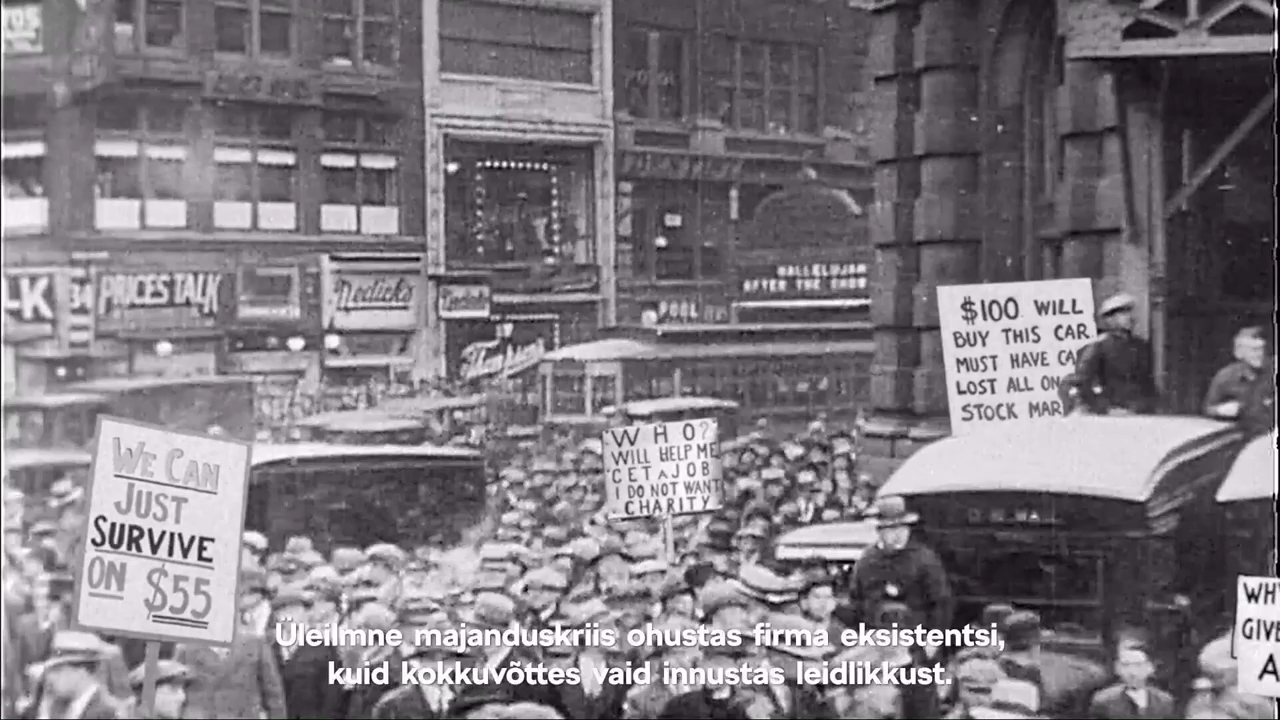 PRICES TALK
Nedick's
HALLELUJAH
AFTER THE SHOW
POOL
$100 WILL
BUY THIS CAR
MUST HAVE
LOST ALL ON
STOCK MAR
WE CAN
JUST
SURVIVE
ON $55
WHO?
WILL HELP ME
GET A JOB
I DO NOT WANT
CHARITY
WHY
GIVE
A
Üleilmne majanduskriis ohustas firma eksistentsi,
kuid kokkuvõttes vaid innustas leidlikkust.